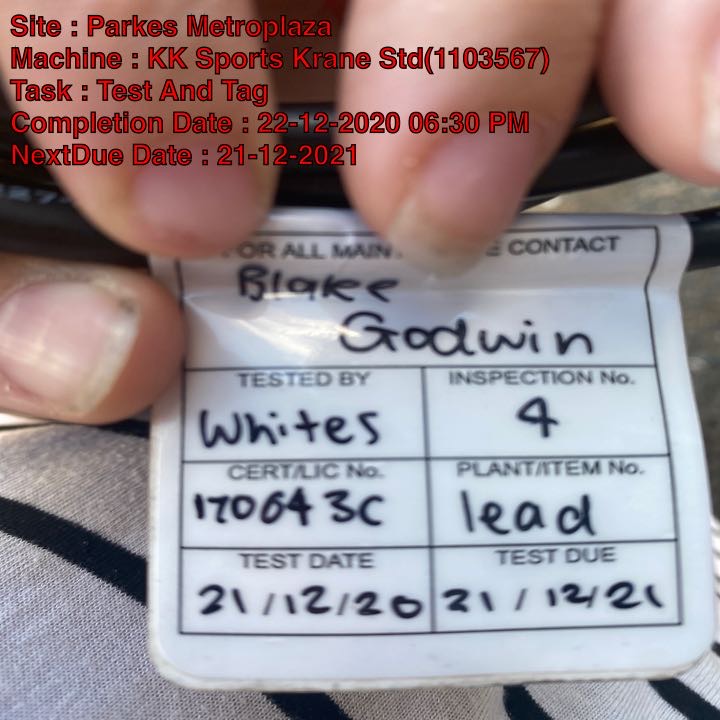 Site : Parkes Metroplaza
Machine : KK Sports Krane Std(1103567)
Task : Test And Tag
Completion Date : 22-12-2020 06:30 PM
NextDue Date : 21-12-2021
FOR ALL CONTACT
Blake
Godwin
TESTED BY INSPECTION No.
Whites 4
CERT/LIC No. PLANT/ITEM No.
170643C lead
TEST DATE TEST DUE
21/12/20 21/12/21